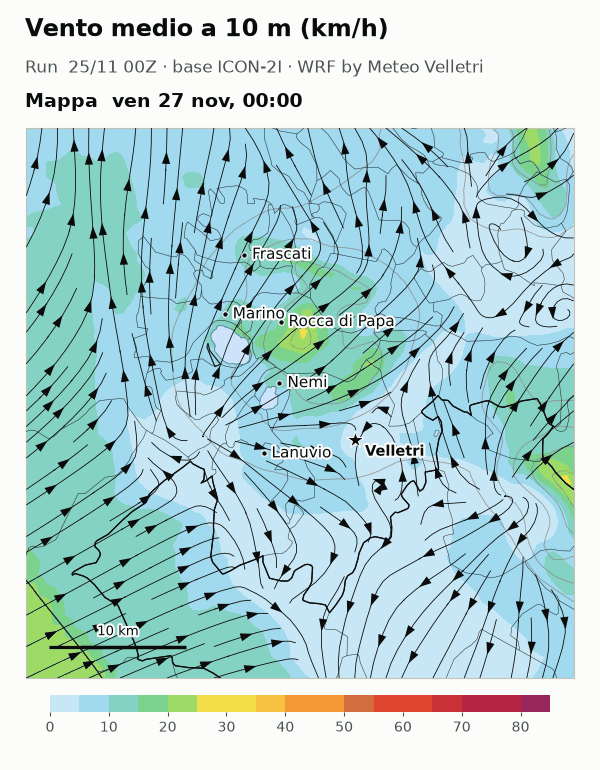 Vento medio a 10 m (km/h)
Run  25/11 00Z · base ICON-2I · WRF by Meteo Velletri
Mappa  ven 27 nov, 00:00
Frascati
Marino
Rocca di Papa
Nemi
Lanuvio
Velletri
10 km
0 10 20 30 40 50 60 70 80